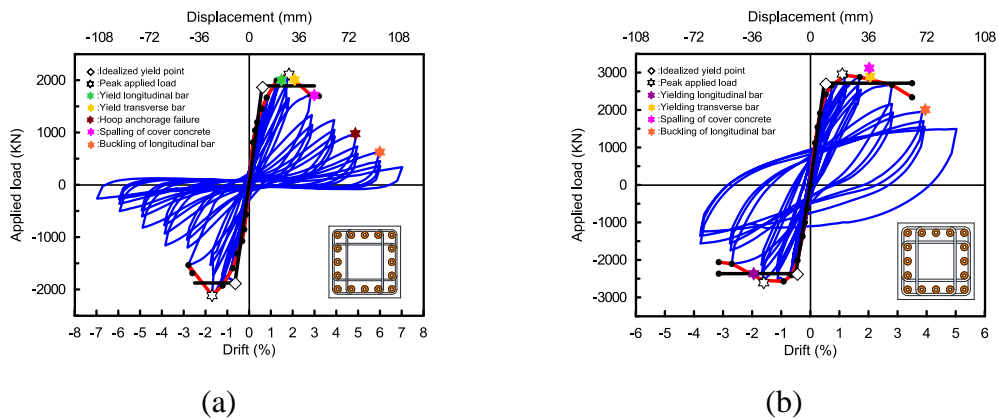 Displacement (mm)
-108 -72 -36 0 36 72 108
2000
1000
0
-1000
-2000
Applied load (KN)
:Idealized yield point
:Peak applied load
:Yield longitudinal bar
:Yield transverse bar
:Hoop anchorage failure
:Spalling of cover concrete
:Buckling of longitudinal bar
-8 -7 -6 -5 -4 -3 -2 -1 0 1 2 3 4 5 6 7 8
Drift (%)
(a)
Displacement (mm)
-108 -72 -36 0 36 72 108
3000
2000
1000
0
-1000
-2000
-3000
Applied load (KN)
:Idealized yield point
:Peak applied load
:Yielding longitudinal bar
:Yielding transverse bar
:Spalling of cover concrete
:Buckling of longitudinal bar
-6 -5 -4 -3 -2 -1 0 1 2 3 4 5 6
Drift (%)
(b)